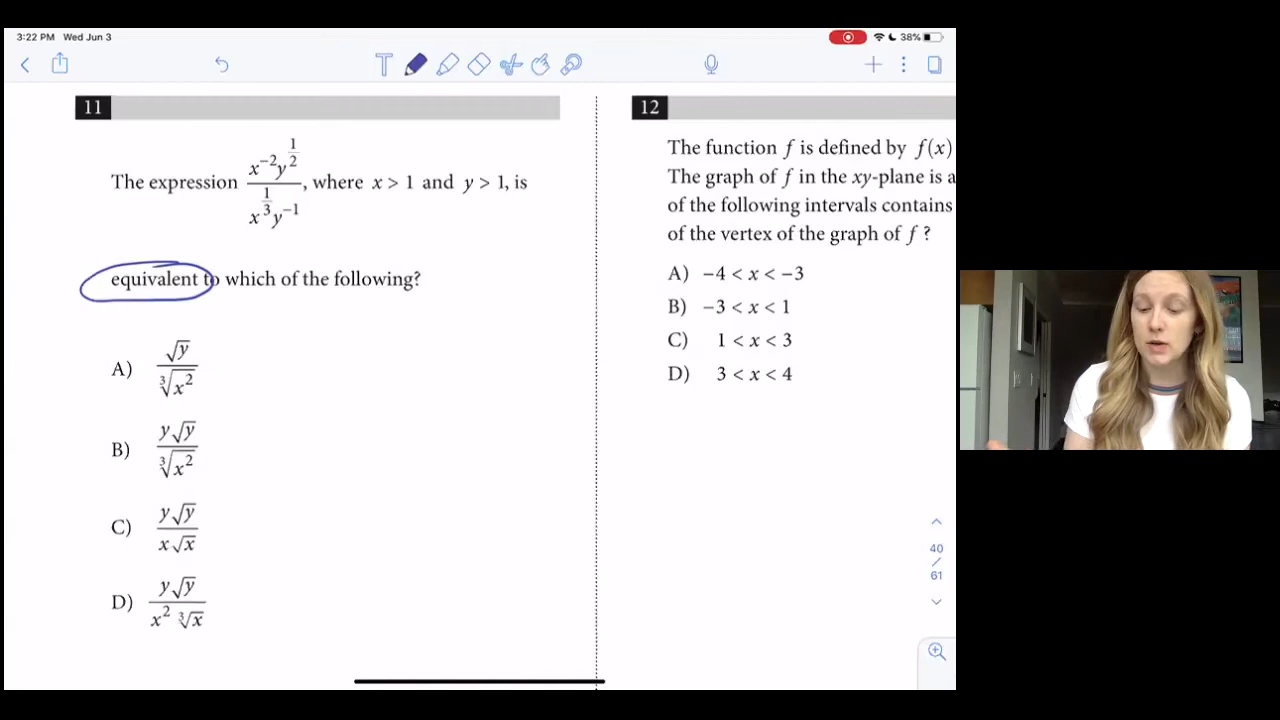 3:22 PM Wed Jun 3
38%
T
11
The expression x⁻²y^(1/2) / x^(1/3)y⁻¹, where x > 1 and y > 1, is
equivalent to which of the following?
A) √y / ∛x²
B) y√y / ∛x²
C) y√y / x√x
D) y√y / x² ∛x
12
The function f is defined by f(x)
The graph of f in the xy-plane is a
of the following intervals contains
of the vertex of the graph of f ?
A) −4 < x < −3
B) −3 < x < 1
C) 1 < x < 3
D) 3 < x < 4
40
/
61